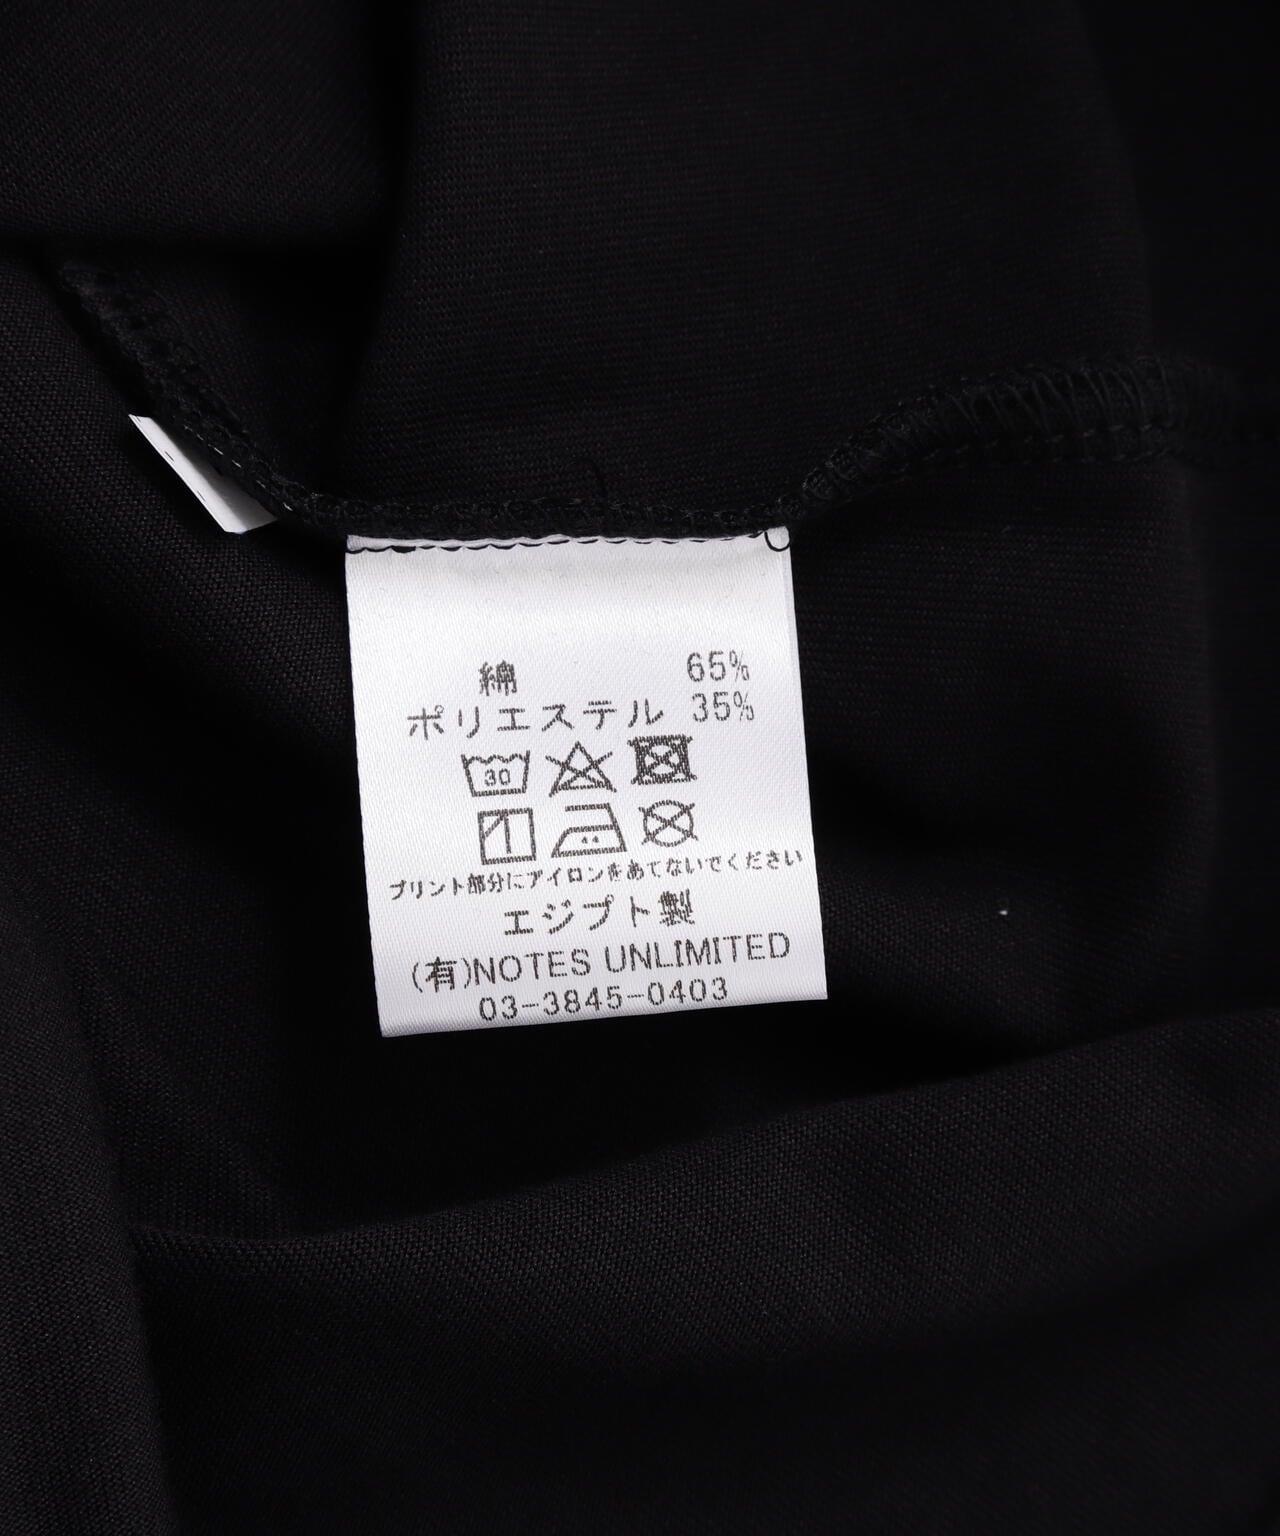 綿 65%
ポリエステル 35%
30
プリント部分にアイロンをあてないでください
エジプト製
(有)NOTES UNLIMITED
03-3845-0403